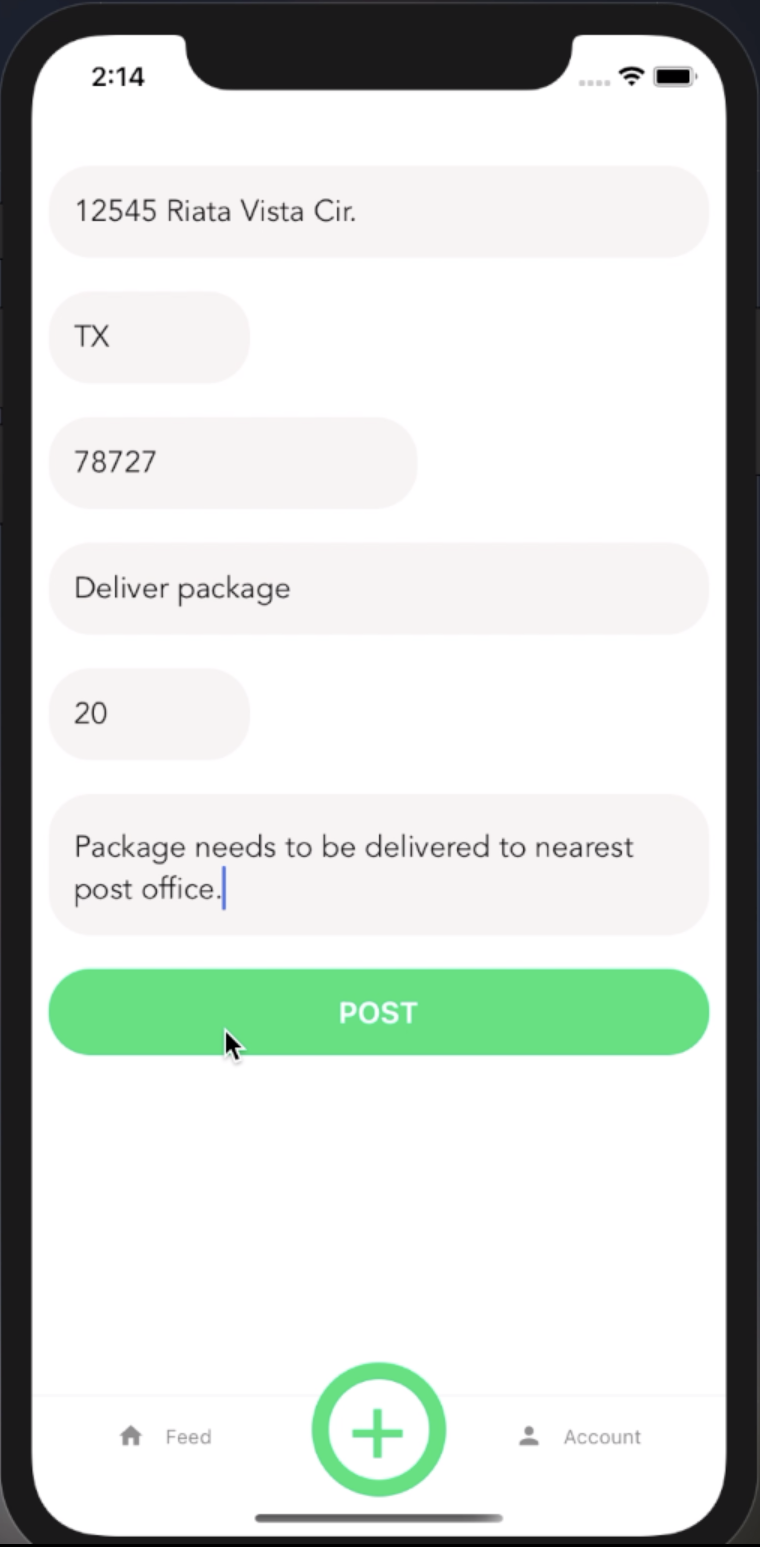 2:14
12545 Riata Vista Cir.
TX
78727
Deliver package
20
Package needs to be delivered to nearest
post office.
POST
Feed
Account